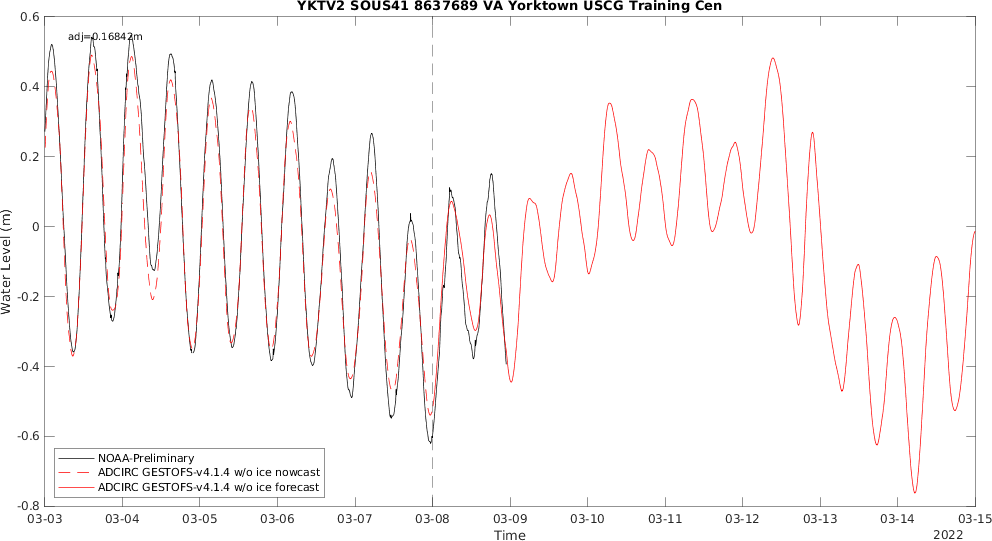 YKTV2 SOUS41 8637689 VA Yorktown USCG Training Cen
adj=0.16842m
0.6
0.4
0.2
0
-0.2
-0.4
-0.6
-0.8
Water Level (m)
NOAA-Preliminary
ADCIRC GESTOFS-v4.1.4 w/o ice nowcast
ADCIRC GESTOFS-v4.1.4 w/o ice forecast
03-03 03-04 03-05 03-06 03-07 03-08 03-09 03-10 03-11 03-12 03-13 03-14 03-15
Time
2022